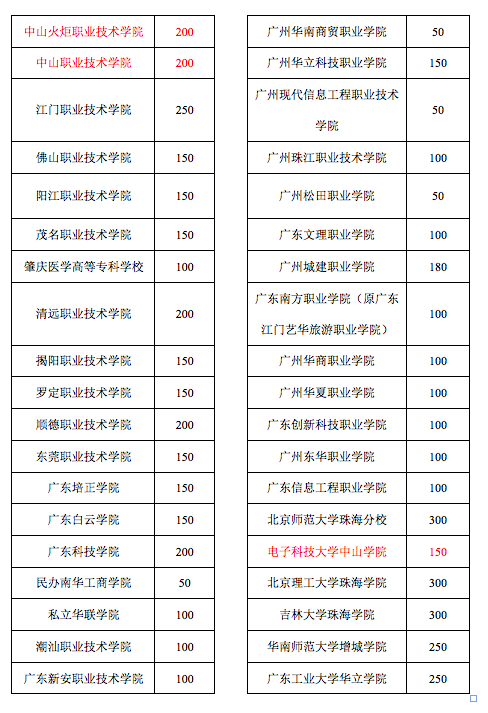 中山火炬职业技术学院 200
中山职业技术学院 200
江门职业技术学院 250
佛山职业技术学院 150
阳江职业技术学院 150
茂名职业技术学院 150
肇庆医学高等专科学校 100
清远职业技术学院 200
揭阳职业技术学院 150
罗定职业技术学院 150
顺德职业技术学院 200
东莞职业技术学院 150
广东培正学院 150
广东白云学院 150
广东科技学院 200
民办南华工商学院 50
私立华联学院 100
潮汕职业技术学院 100
广东新安职业技术学院 100
广州华南商贸职业学院 50
广州华立科技职业学院 150
广州现代信息工程职业技术
学院 50
广州珠江职业技术学院 100
广州松田职业学院 50
广东文理职业学院 100
广州城建职业学院 180
广东南方职业学院（原广东
江门艺华旅游职业学院） 100
广州华商职业学院 100
广州华夏职业学院 100
广东创新科技职业学院 100
广州东华职业学院 100
广东信息工程职业学院 100
北京师范大学珠海分校 300
电子科技大学中山学院 150
北京理工大学珠海学院 300
吉林大学珠海学院 300
华南师范大学增城学院 250
广东工业大学华立学院 250